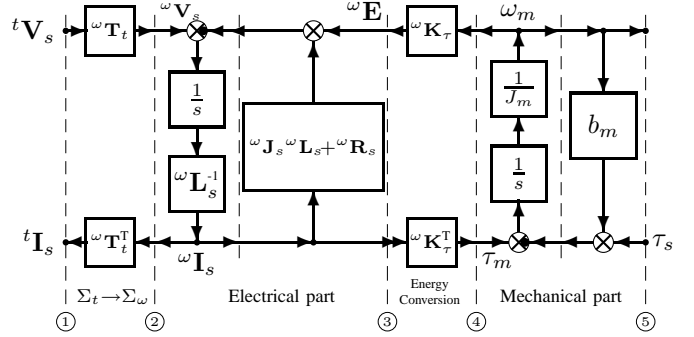 ᵗVₛ
ωTₜ
ωVₛ
ωE
ωK_τ
ω_m
1/s
1/J_m
ωJₛ ωLₛ+ωRₛ
b_m
ωLₛ⁻¹
1/s
ᵗIₛ
ωTₜᵀ
ωIₛ
ωK_τᵀ
τ_m
τₛ
Σₜ→Σ_ω
Electrical part
Energy
Conversion
Mechanical part
① ② ③ ④ ⑤